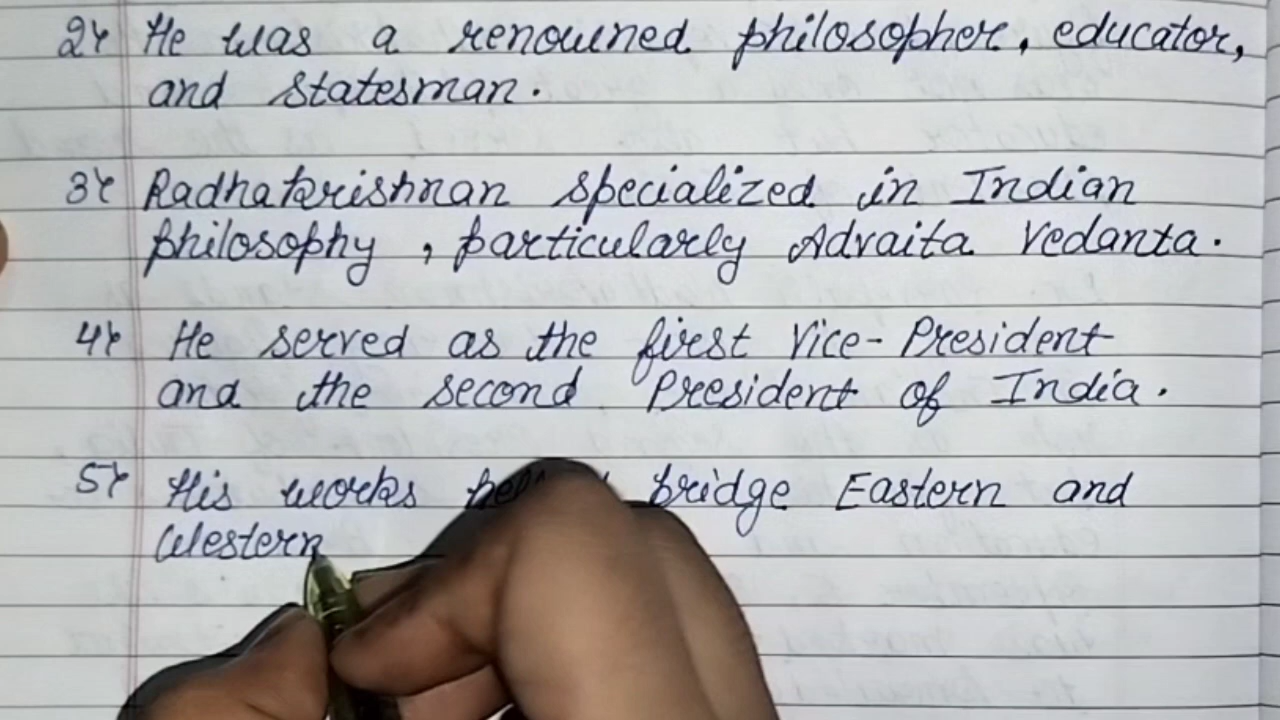 2. He was a renowned philosopher, educator,
and statesman.
3. Radhakrishnan specialized in Indian
philosophy, particularly Advaita Vedanta.
4. He served as the first Vice-President
and the second President of India.
5. His works bridge Eastern and
Western